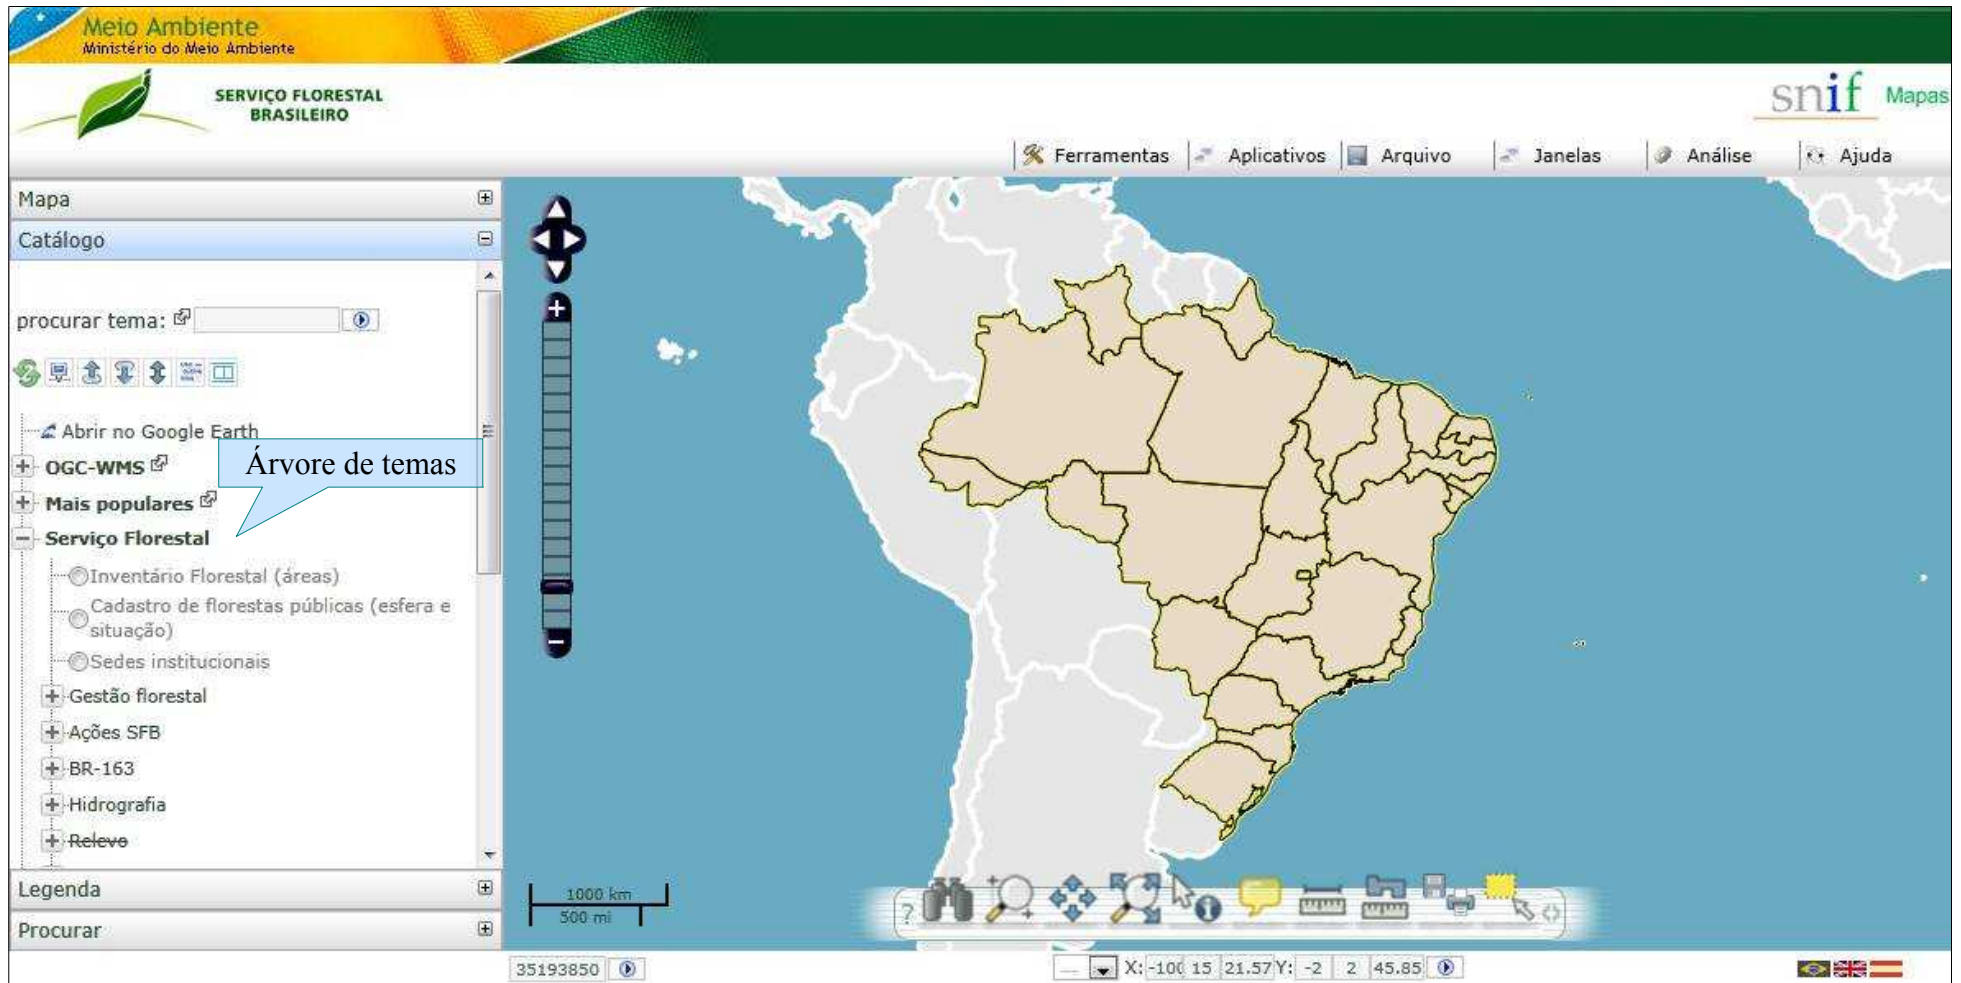 Meio Ambiente
Ministério do Meio Ambiente
SERVIÇO FLORESTAL
BRASILEIRO
snif Mapas
Ferramentas Aplicativos Arquivo Janelas Análise Ajuda
Mapa
Catálogo
procurar tema:
Abrir no Google Earth
OGC-WMS
Árvore de temas
Mais populares
Serviço Florestal
Inventário Florestal (áreas)
Cadastro de florestas públicas (esfera e
situação)
Sedes institucionais
Gestão florestal
Ações SFB
BR-163
Hidrografia
Relevo
Legenda
Procurar
1000 km
500 mi
?
35193850
X: -100 15 21.57 Y: -2 2 45.85